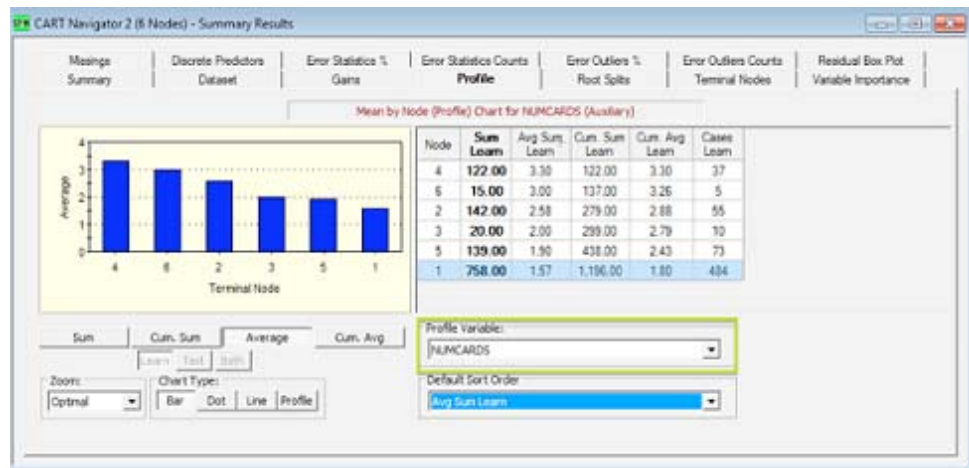 CART Navigator 2 (6 Nodes) - Summary Results
Missings Discrete Predictors Error Statistics % Error Statistics Counts Error Outliers % Error Outliers Counts Residual Box Plot
Summary Dataset Gains Profile Root Splits Terminal Nodes Variable Importance
Mean by Node (Profile) Chart for NUMCARDS (Auxiliary)
Node Sum Learn Avg Sum Learn Cum. Sum Learn Cum. Avg Learn Cases Learn
4 122.00 3.30 122.00 3.30 37
6 15.00 3.00 137.00 3.26 5
2 142.00 2.58 279.00 2.88 55
3 20.00 2.00 299.00 2.79 10
5 139.00 1.90 438.00 2.43 73
1 758.00 1.57 1,196.00 1.80 484
Average
4
3
2
1
0
4 6 2 3 5 1
Terminal Node
Sum Cum. Sum Average Cum. Avg
Learn Test Both
Profile Variable:
NUMCARDS
Zoom: Chart Type:
Optimal Bar Dot Line Profile
Default Sort Order
Avg Sum Learn